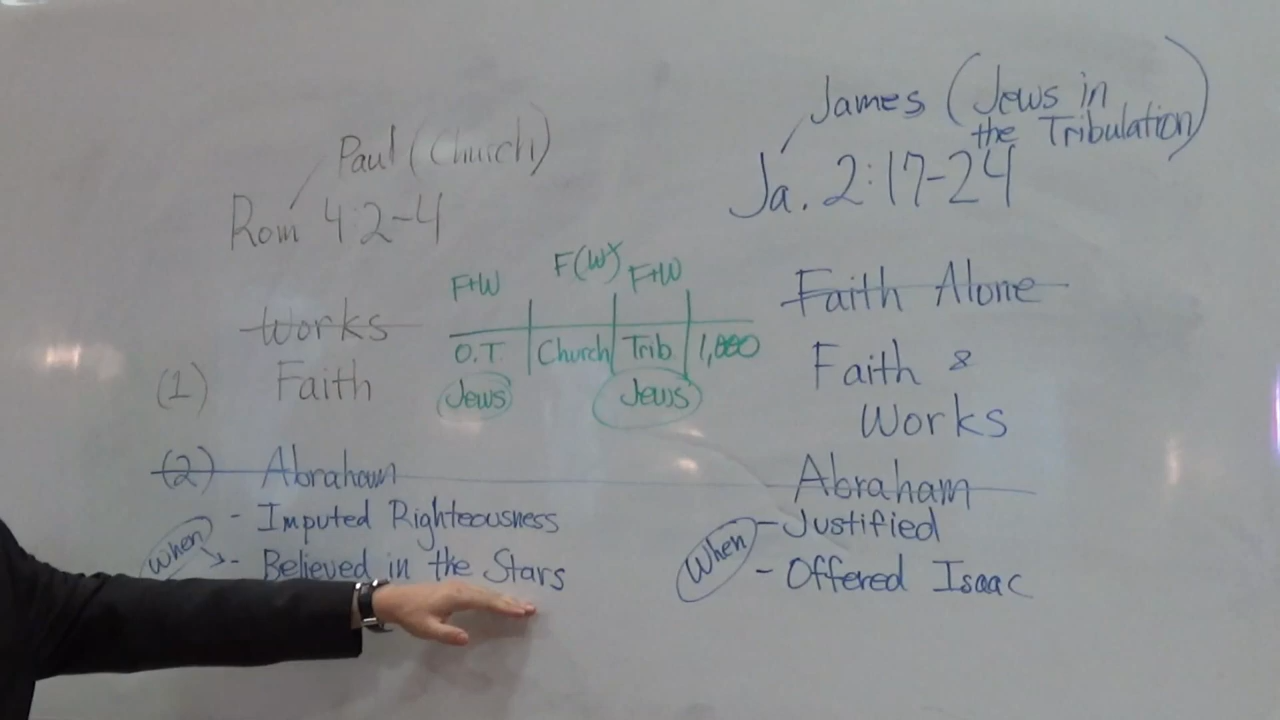 Paul (Church)
Rom 4:2-4
Works
(1) Faith
F+W F(W) F+W
O.T. Church Trib. 1,000
Jews Jews
James (Jews in
the Tribulation)
Ja. 2:17-24
Faith Alone
Faith &
Works
(2) Abraham
- Imputed Righteousness
When - Believed in the Stars
Abraham
When - Justified
- Offered Isaac